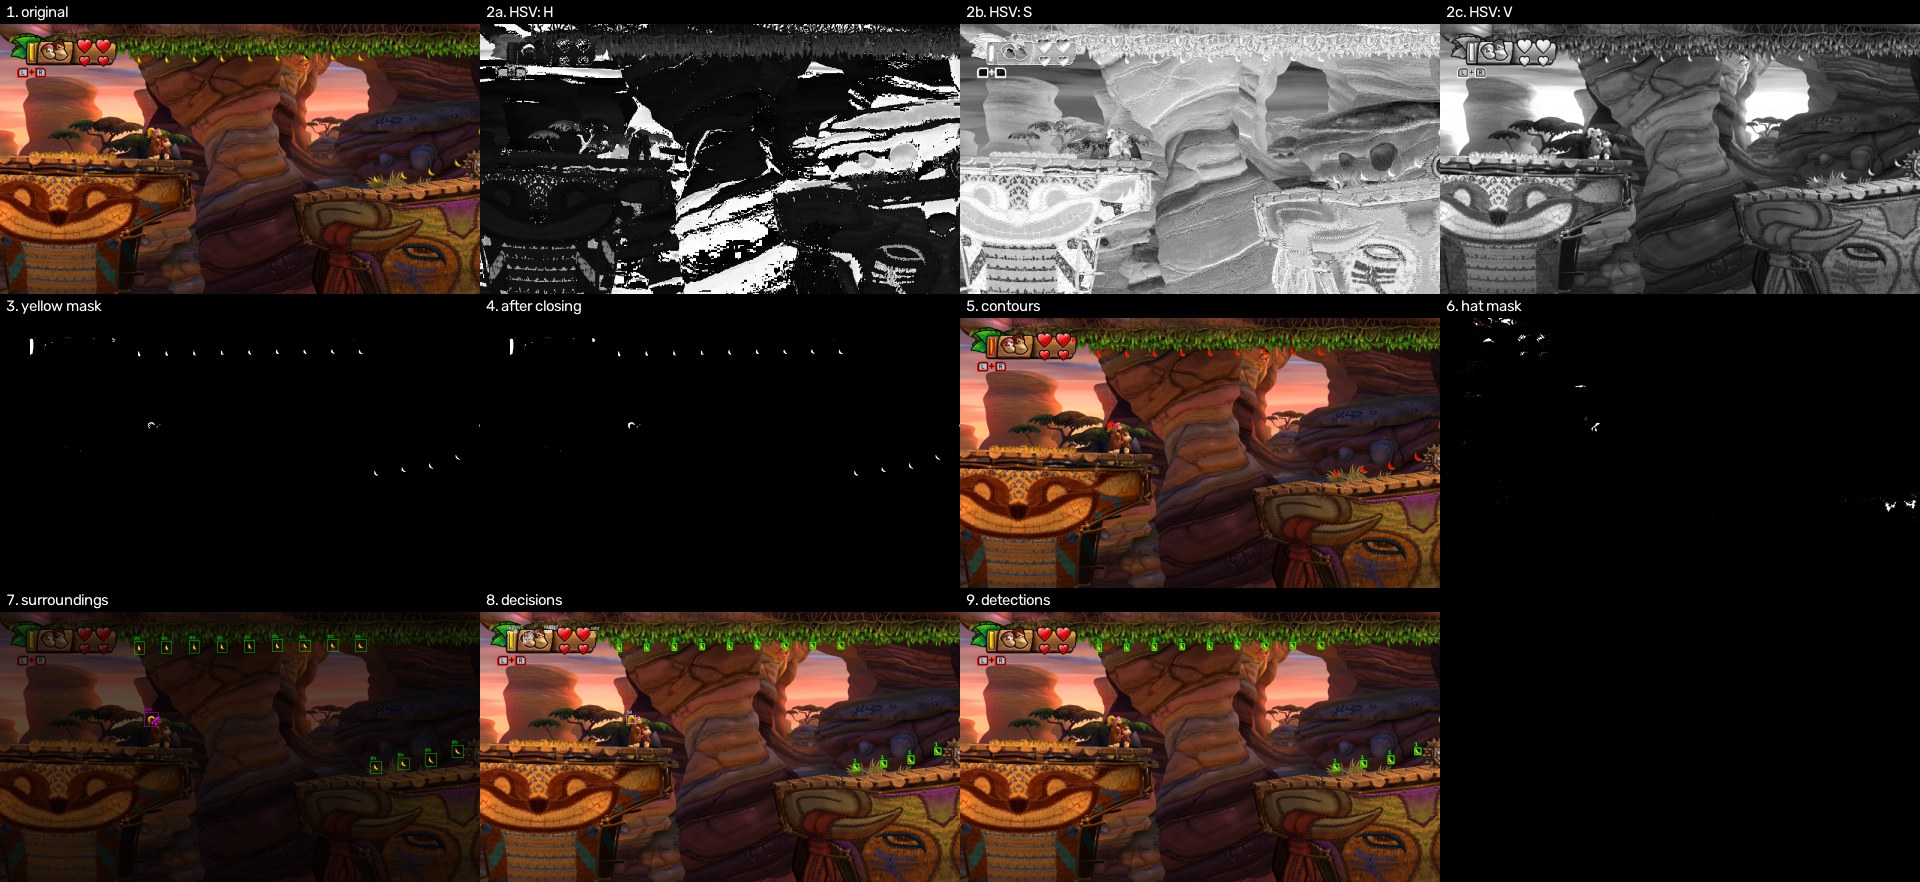 1. original
2a. HSV: H
2b. HSV: S
2c. HSV: V
L + R
L + R
3. yellow mask
4. after closing
5. contours
6. hat mask
L + R
7. surroundings
8. decisions
9. detections
L + R
L + R
L + R